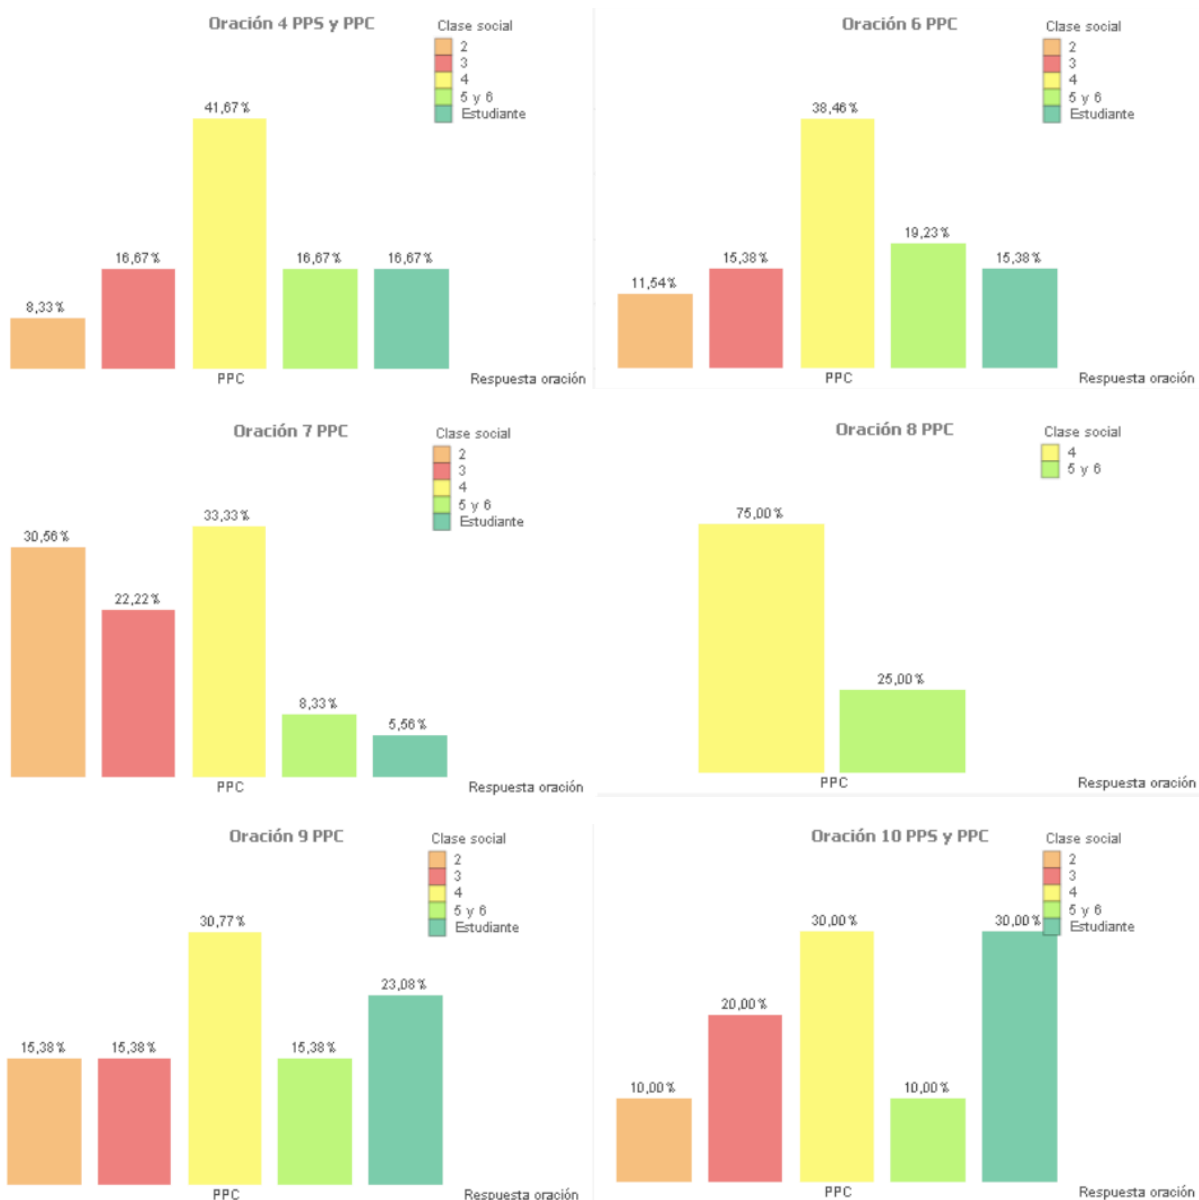 Oración 4 PPS y PPC
Clase social
2
3
4
5 y 6
Estudiante
41,67%
16,67%
16,67%
16,67%
8,33%
PPC
Respuesta oración
Oración 6 PPC
Clase social
2
3
4
5 y 6
Estudiante
38,46%
19,23%
15,38%
15,38%
11,54%
PPC
Respuesta oración
Oración 7 PPC
Clase social
2
3
4
5 y 6
Estudiante
33,33%
30,56%
22,22%
8,33%
5,56%
PPC
Respuesta oración
Oración 8 PPC
Clase social
4
5 y 6
75,00%
25,00%
PPC
Respuesta oración
Oración 9 PPC
Clase social
2
3
4
5 y 6
Estudiante
30,77%
23,08%
15,38%
15,38%
15,38%
PPC
Respuesta oración
Oración 10 PPS y PPC
Clase social
2
3
4
5 y 6
Estudiante
30,00%
30,00%
20,00%
10,00%
10,00%
PPC
Respuesta oración